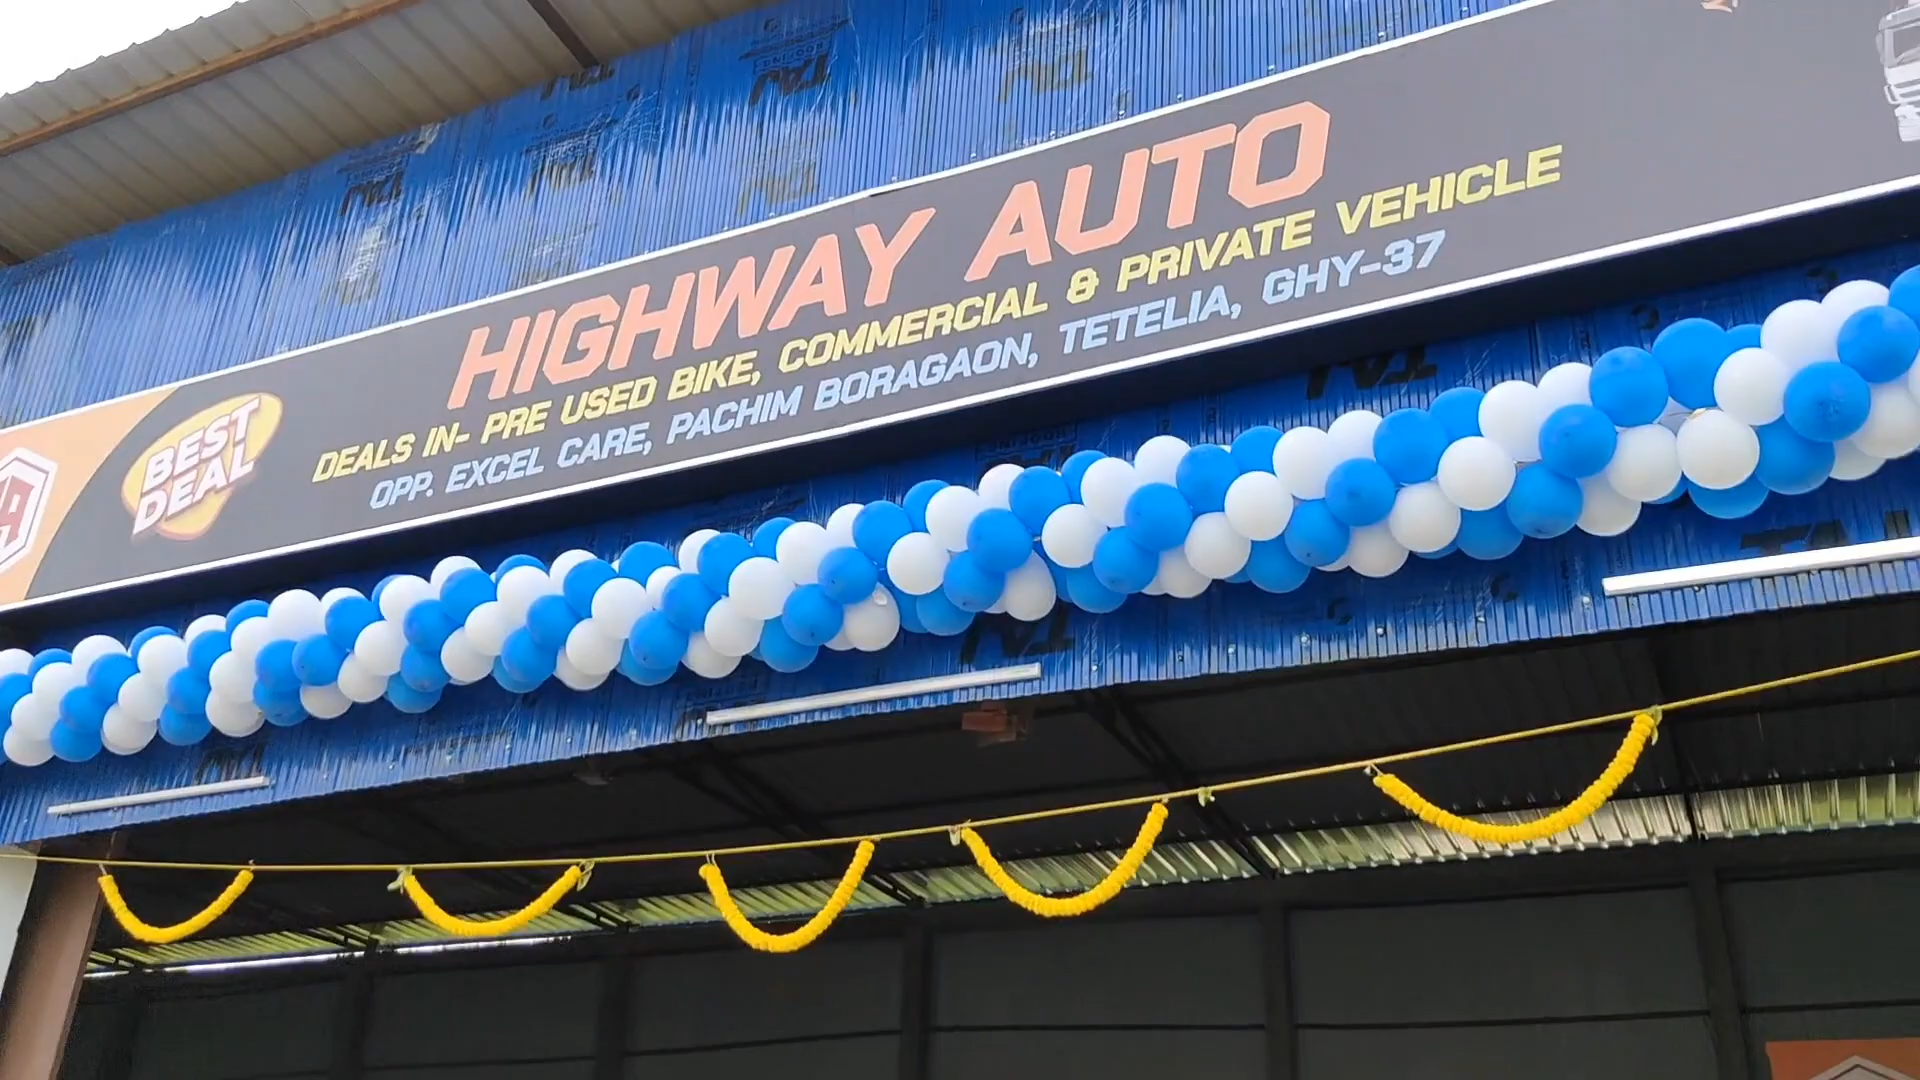 HIGHWAY AUTO
DEALS IN- PRE USED BIKE, COMMERCIAL & PRIVATE VEHICLE
OPP. EXCEL CARE, PACHIM BORAGAON, TETELIA, GHY-37
BEST
DEAL
TAJ